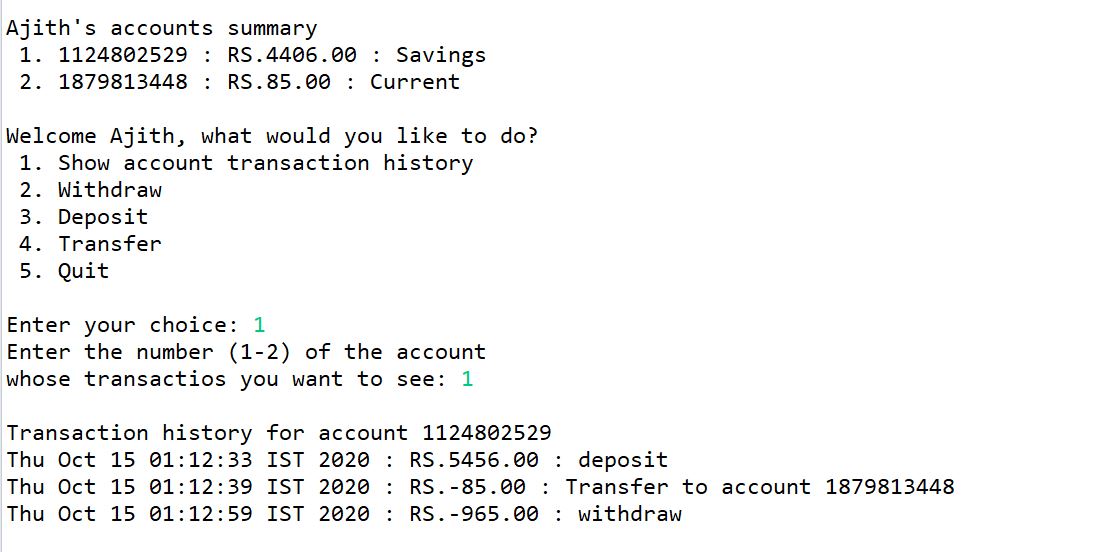 Ajith's accounts summary
1. 1124802529 : RS.4406.00 : Savings
2. 1879813448 : RS.85.00 : Current
Welcome Ajith, what would you like to do?
1. Show account transaction history
2. Withdraw
3. Deposit
4. Transfer
5. Quit
Enter your choice: 1
Enter the number (1-2) of the account
whose transactios you want to see: 1
Transaction history for account 1124802529
Thu Oct 15 01:12:33 IST 2020 : RS.5456.00 : deposit
Thu Oct 15 01:12:39 IST 2020 : RS.-85.00 : Transfer to account 1879813448
Thu Oct 15 01:12:59 IST 2020 : RS.-965.00 : withdraw